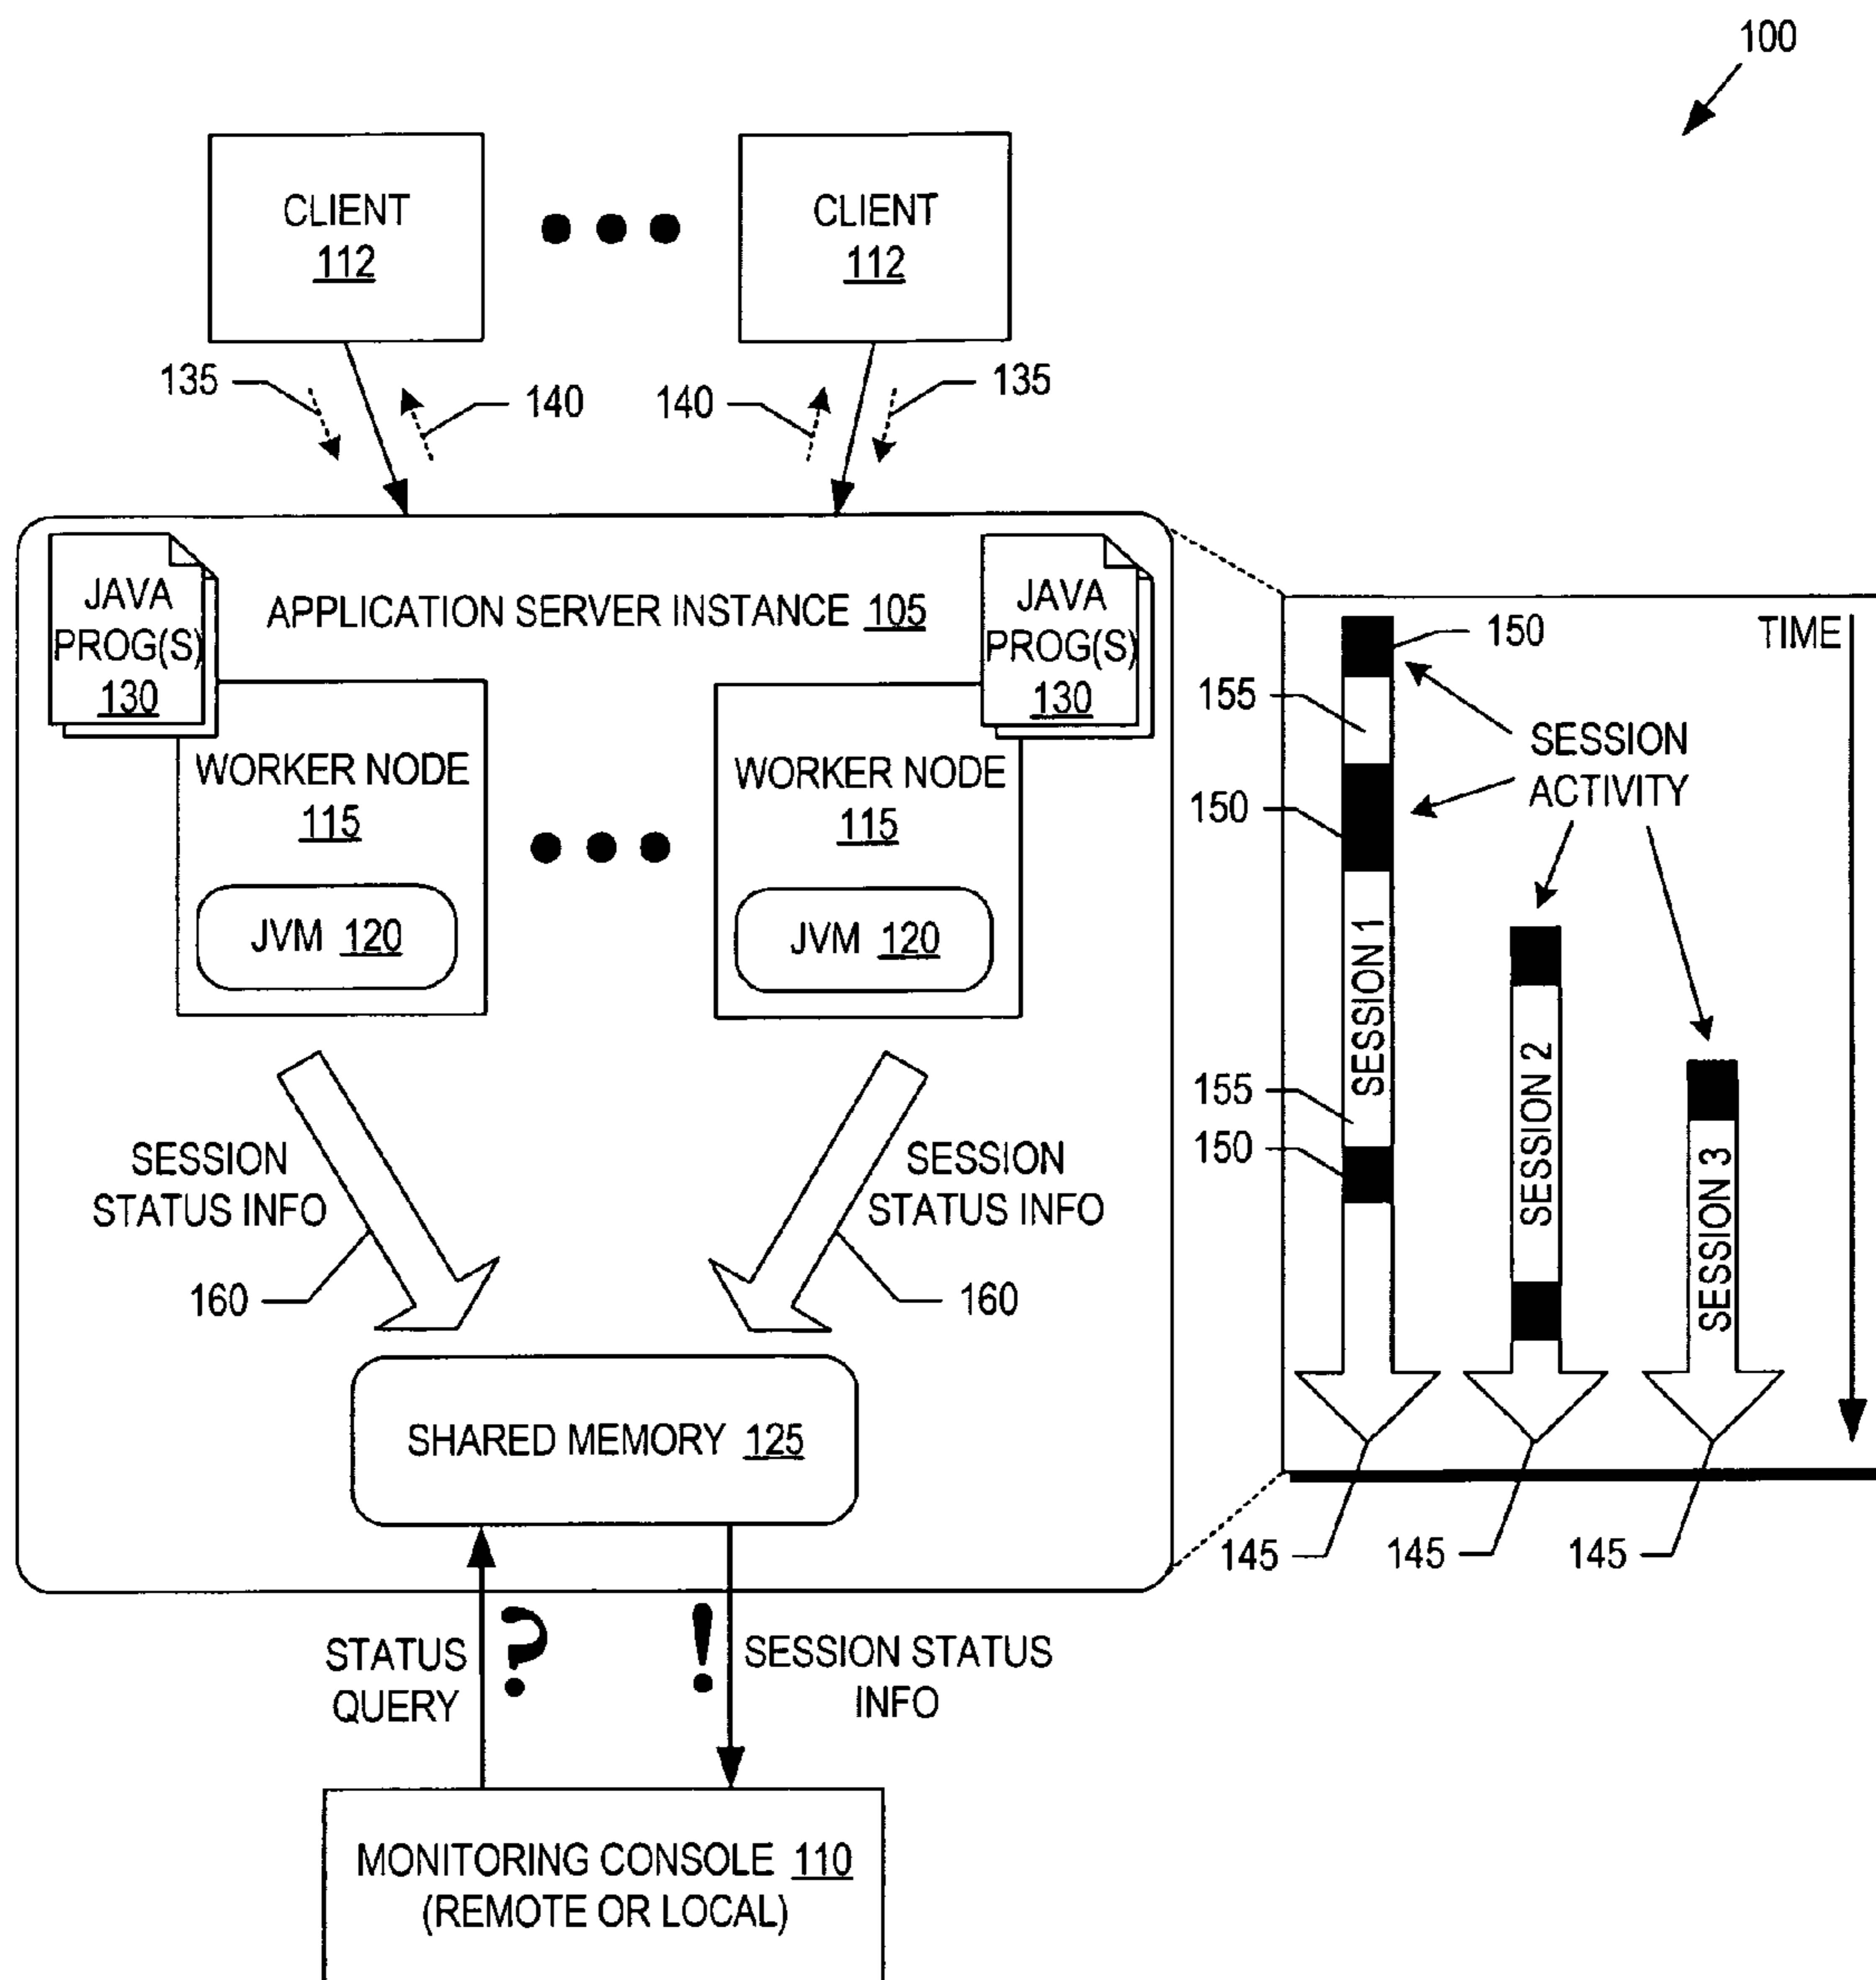 100
CLIENT
112
CLIENT
112
135
140
140
135
JAVA
PROG(S)
130
APPLICATION SERVER INSTANCE 105
JAVA
PROG(S)
130
WORKER NODE
115
JVM 120
WORKER NODE
115
JVM 120
SESSION
STATUS INFO
160
SESSION
STATUS INFO
160
SHARED MEMORY 125
STATUS
QUERY
?
!
SESSION STATUS
INFO
MONITORING CONSOLE 110
(REMOTE OR LOCAL)
TIME
150
155
150
SESSION
ACTIVITY
SESSION 1
SESSION 2
SESSION 3
155
150
145
145
145